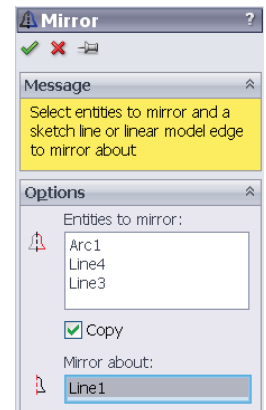 Mirror ?
Message
Select entities to mirror and a
sketch line or linear model edge
to mirror about
Options
Entities to mirror:
Arc1
Line4
Line3
Copy
Mirror about:
Line1